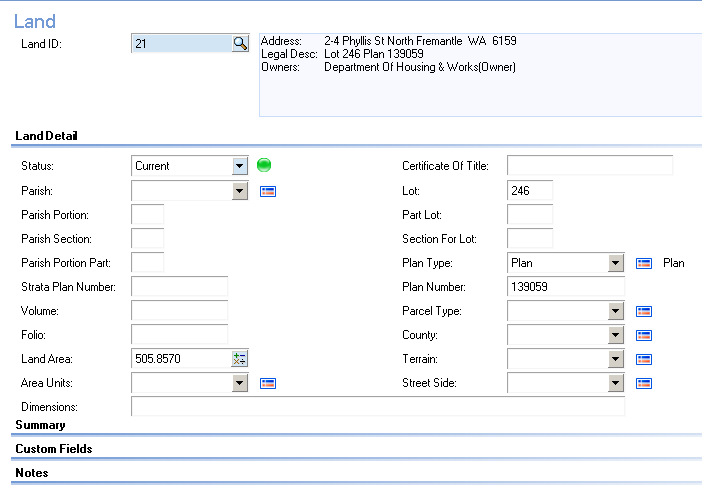 Land
Land ID: 21
Address: 2-4 Phyllis St North Fremantle WA 6159
Legal Desc: Lot 246 Plan 139059
Owners: Department Of Housing & Works(Owner)
Land Detail
Status: Current Certificate Of Title:
Parish: Lot: 246
Parish Portion: Part Lot:
Parish Section: Section For Lot:
Parish Portion Part: Plan Type: Plan Plan
Strata Plan Number: Plan Number: 139059
Volume: Parcel Type:
Folio: County:
Land Area: 505.8570 Terrain:
Area Units: Street Side:
Dimensions:
Summary
Custom Fields
Notes